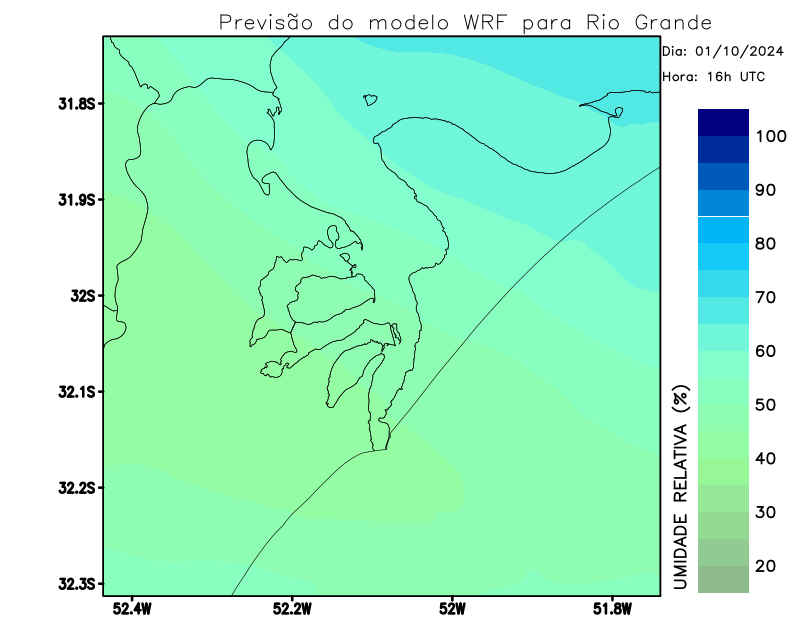 Previsão do modelo WRF para Rio Grande
Dia: 01/10/2024
Hora: 16h UTC
31.8S
31.9S
32S
32.1S
32.2S
32.3S
52.4W
52.2W
52W
51.8W
100
90
80
70
60
50
40
30
20
UMIDADE RELATIVA (%)